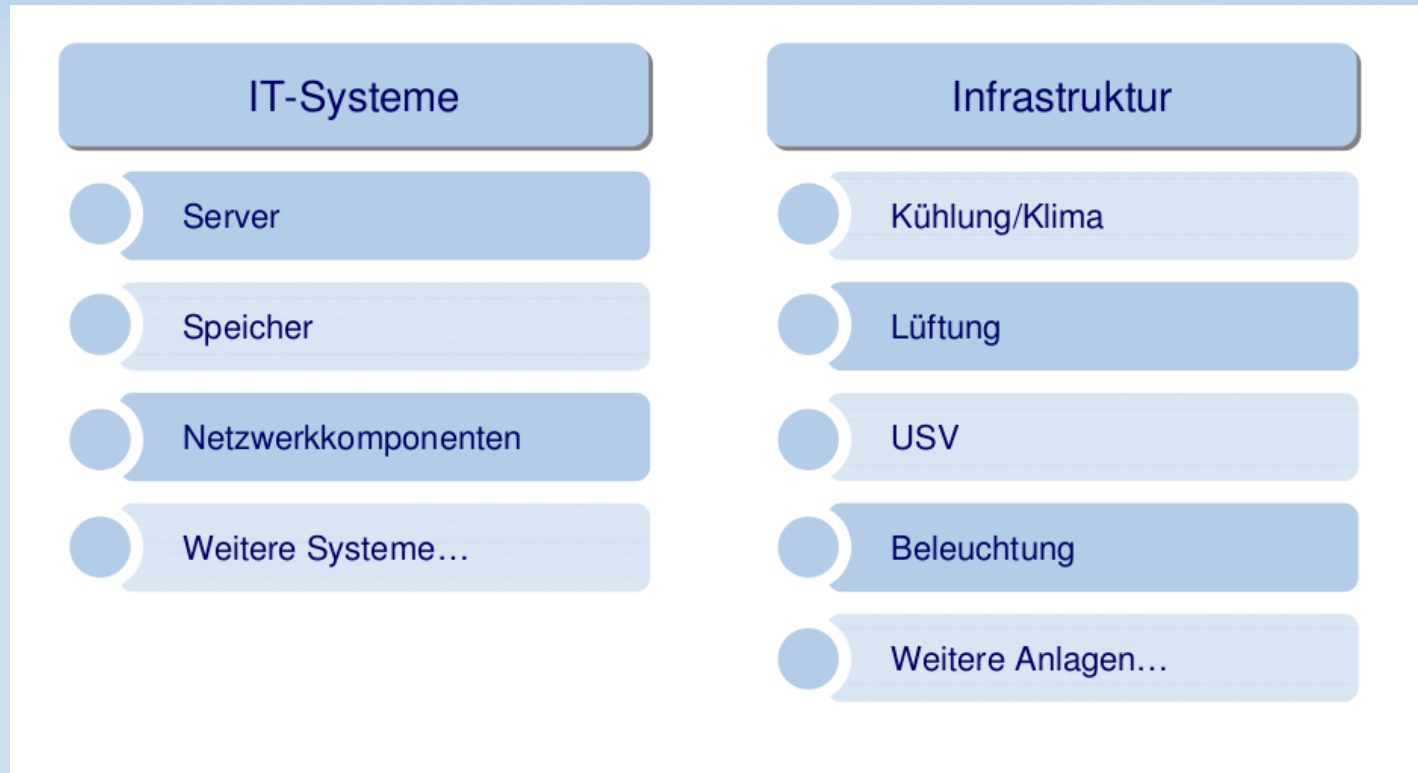 IT-Systeme
Server
Speicher
Netzwerkkomponenten
Weitere Systeme…
Infrastruktur
Kühlung/Klima
Lüftung
USV
Beleuchtung
Weitere Anlagen…